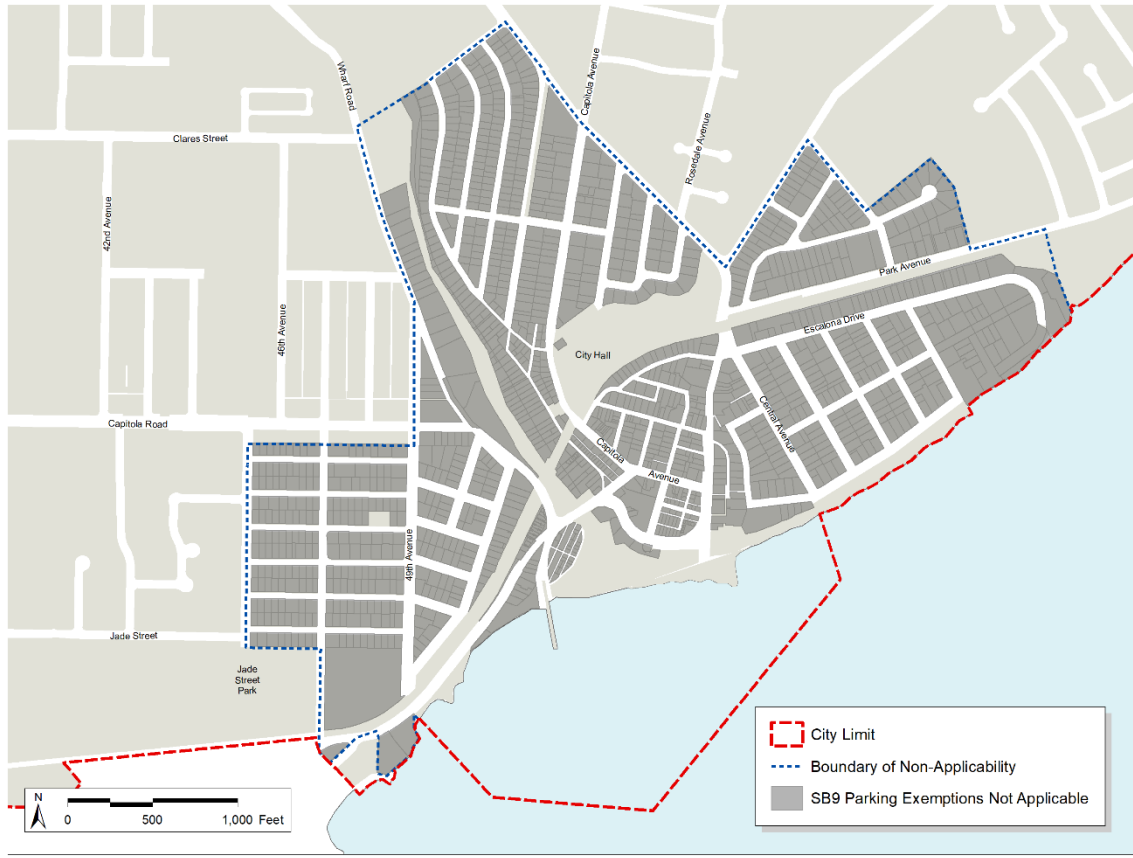 Wharf Road
Capitola Avenue
Clares Street
Rosedale Avenue
42nd Avenue
46th Avenue
Park Avenue
Escalona Drive
City Hall
Central Avenue
Capitola Road
Capitola
Avenue
49th Avenue
Jade Street
Jade
Street
Park
City Limit
Boundary of Non-Applicability
SB9 Parking Exemptions Not Applicable
N
0 500 1,000 Feet